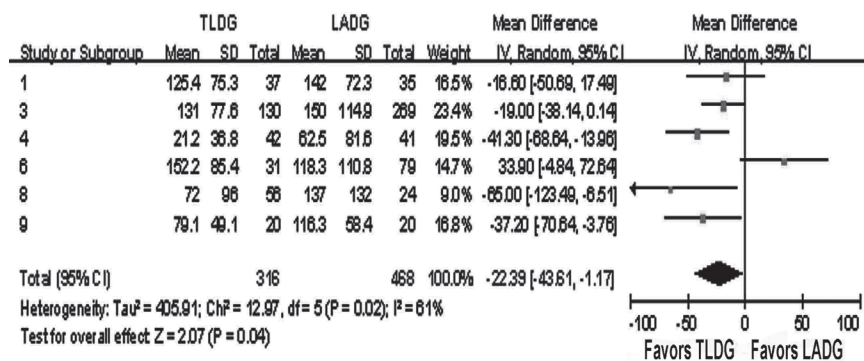 TLDG LADG Mean Difference Mean Difference
Study or Subgroup Mean SD Total Mean SD Total Weight IV, Random, 95% CI IV, Random, 95% CI
1 125.4 75.3 37 142 72.3 35 16.5% -16.60 [-50.69, 17.49]
3 131 77.6 130 150 114.9 269 23.4% -19.00 [-38.14, 0.14]
4 21.2 36.8 42 62.5 81.6 41 19.5% -41.30 [-68.64, -13.96]
6 152.2 85.4 31 118.3 110.8 79 14.7% 33.90 [-4.84, 72.64]
8 72 96 56 137 132 24 9.0% -65.00 [-123.49, -6.51]
9 79.1 49.1 20 116.3 58.4 20 16.8% -37.20 [-70.64, -3.76]
Total (95% CI) 316 468 100.0% -22.39 [-43.61, -1.17]
Heterogeneity: Tau² = 405.91; Chi² = 12.97, df = 5 (P = 0.02); I² = 61%
Test for overall effect Z = 2.07 (P = 0.04)
-100 -50 0 50 100
Favors TLDG Favors LADG